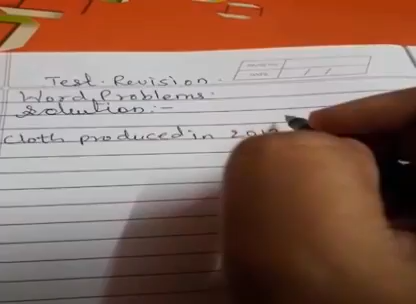 Test Revision.
Word Problems:
Solution:-
Cloth produced in